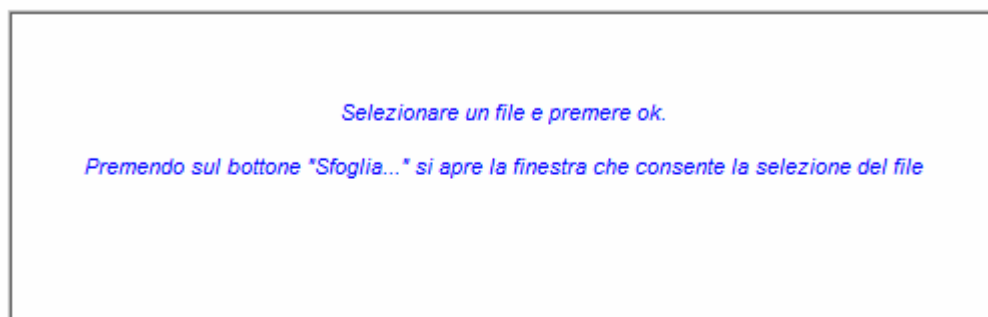 Selezionare un file e premere ok.
Premendo sul bottone "Sfoglia..." si apre la finestra che consente la selezione del file